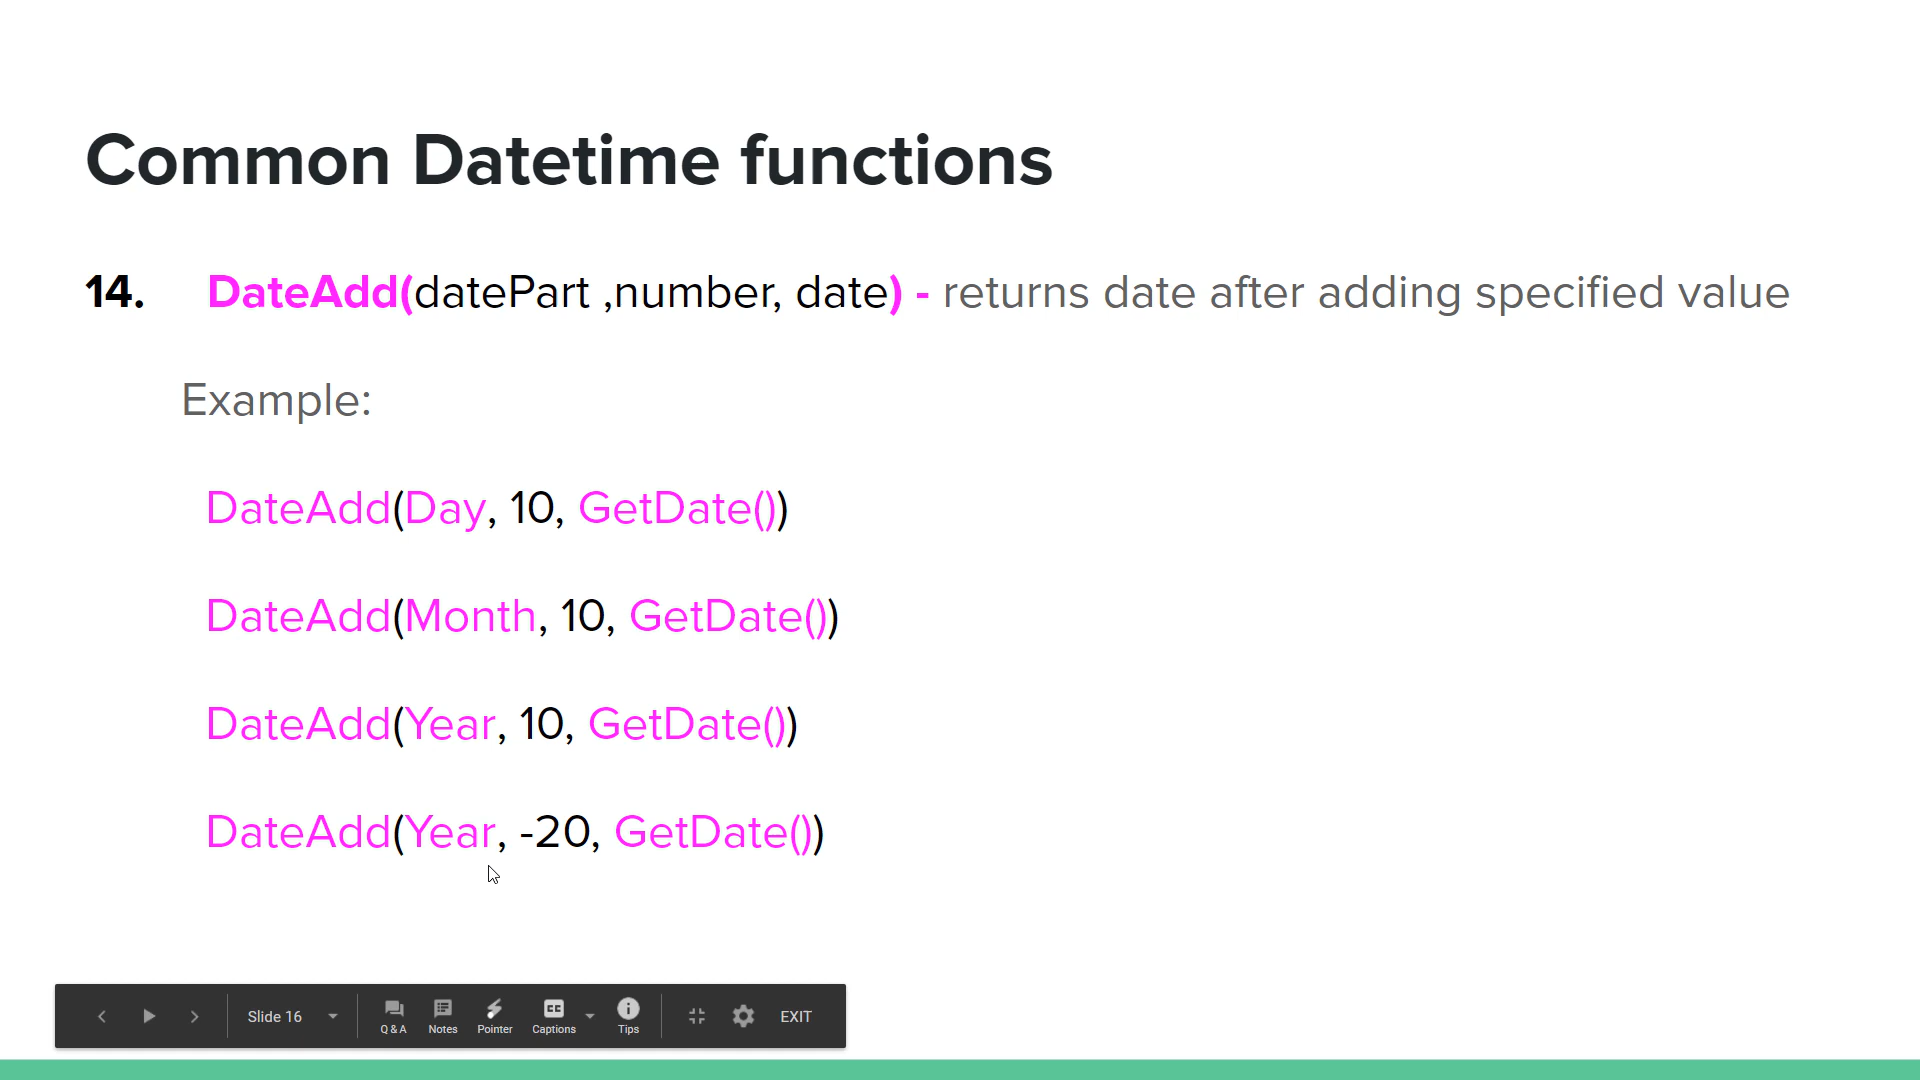 Common Datetime functions
14. DateAdd(datePart ,number, date) - returns date after adding specified value
Example:
DateAdd(Day, 10, GetDate())
DateAdd(Month, 10, GetDate())
DateAdd(Year, 10, GetDate())
DateAdd(Year, -20, GetDate())
Slide 16 Q & A Notes Pointer CC Captions Tips EXIT